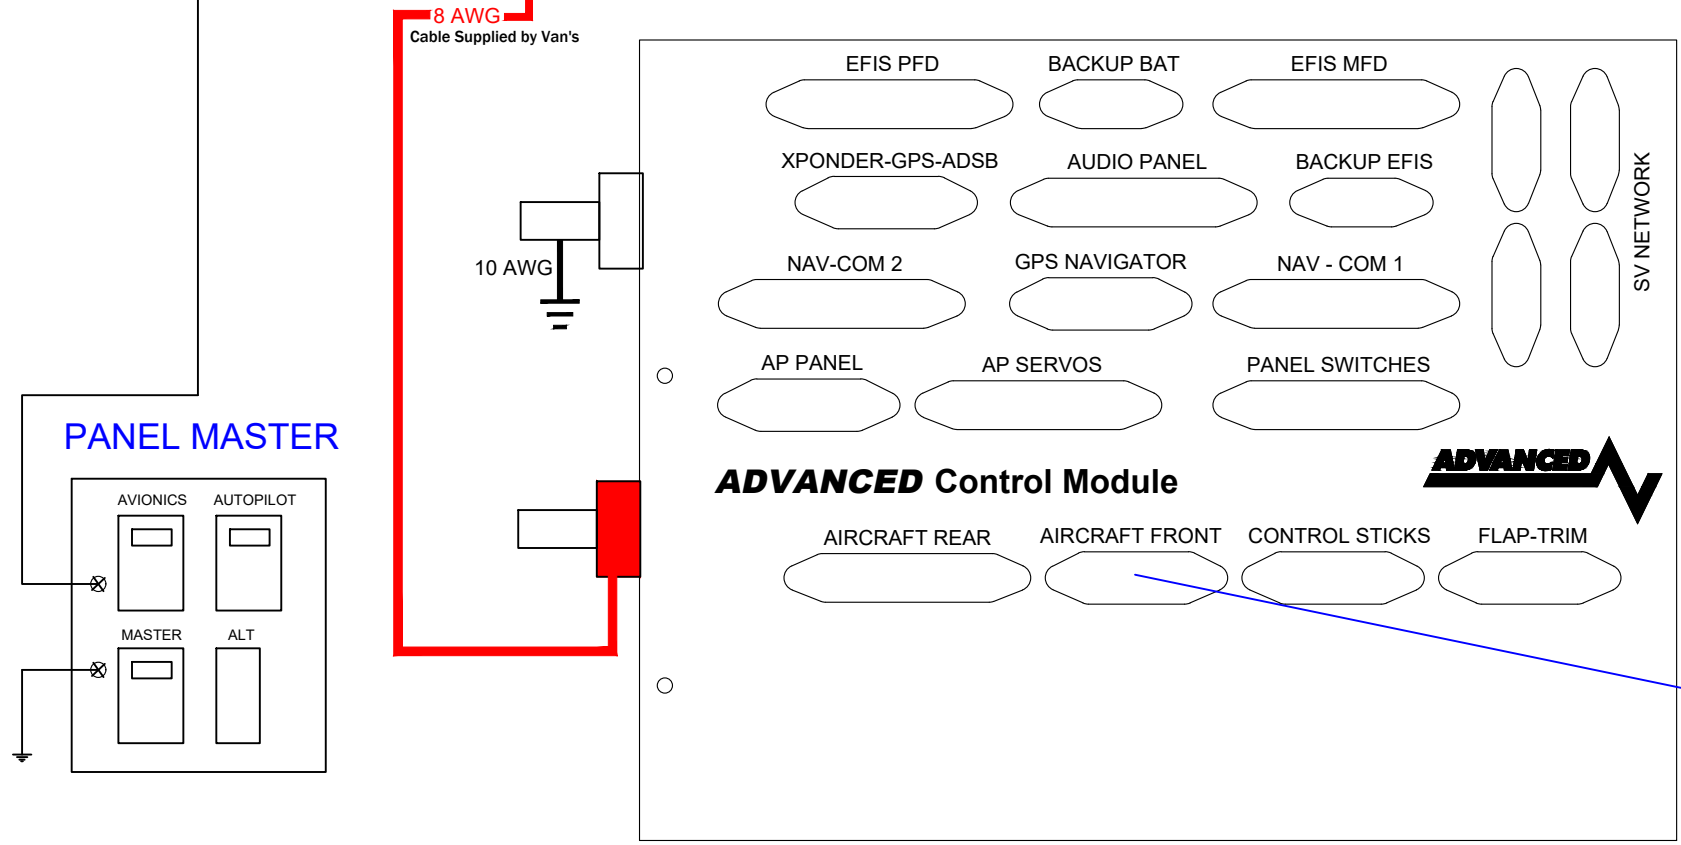 8 AWG
Cable Supplied by Van's
EFIS PFD
BACKUP BAT
EFIS MFD
XPONDER-GPS-ADSB
AUDIO PANEL
BACKUP EFIS
SV NETWORK
10 AWG
NAV-COM 2
GPS NAVIGATOR
NAV - COM 1
AP PANEL
AP SERVOS
PANEL SWITCHES
PANEL MASTER
ADVANCED Control Module
ADVANCED
AVIONICS
AUTOPILOT
AIRCRAFT REAR
AIRCRAFT FRONT
CONTROL STICKS
FLAP-TRIM
MASTER
ALT